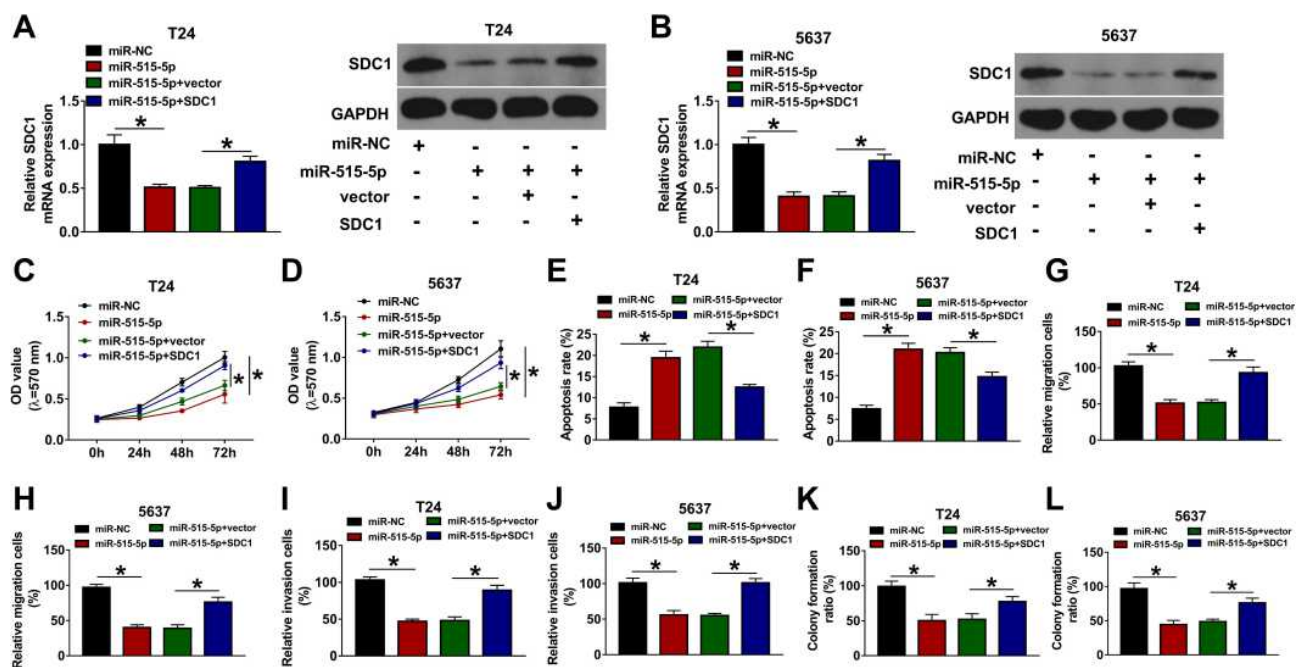 A
T24
miR-NC
miR-515-5p
miR-515-5p+vector
miR-515-5p+SDC1
Relative SDC1
mRNA expression
1.5
1.0
0.5
0.0
*
*
T24
SDC1
GAPDH
miR-NC + - - -
miR-515-5p - + + +
vector - - + -
SDC1 - - - +
B
5637
miR-NC
miR-515-5p
miR-515-5p+vector
miR-515-5p+SDC1
Relative SDC1
mRNA expression
1.5
1.0
0.5
0.0
*
*
5637
SDC1
GAPDH
miR-NC + - - -
miR-515-5p - + + +
vector - - + -
SDC1 - - - +
C
T24
miR-NC
miR-515-5p
miR-515-5p+vector
miR-515-5p+SDC1
OD value
(λ=570 nm)
1.5
1.0
0.5
0.0
0h 24h 48h 72h
* *
D
5637
miR-NC
miR-515-5p
miR-515-5p+vector
miR-515-5p+SDC1
OD value
(λ=570 nm)
1.5
1.0
0.5
0.0
0h 24h 48h 72h
* *
E
T24
miR-NC miR-515-5p+vector
miR-515-5p miR-515-5p+SDC1
Apoptosis rate (%)
25
20
15
10
5
0
*
*
F
5637
miR-NC miR-515-5p+vector
miR-515-5p miR-515-5p+SDC1
Apoptosis rate (%)
25
20
15
10
5
0
*
*
G
T24
miR-NC miR-515-5p+vector
miR-515-5p miR-515-5p+SDC1
Relative migration cells
(%)
150
100
50
0
*
*
H
5637
miR-NC miR-515-5p+vector
miR-515-5p miR-515-5p+SDC1
Relative migration cells
(%)
150
100
50
0
*
*
I
T24
miR-NC miR-515-5p+vector
miR-515-5p miR-515-5p+SDC1
Relative invasion cells
(%)
150
100
50
0
*
*
J
5637
miR-NC miR-515-5p+vector
miR-515-5p miR-515-5p+SDC1
Relative invasion cells
(%)
150
100
50
0
*
*
K
T24
miR-NC miR-515-5p+vector
miR-515-5p miR-515-5p+SDC1
Colony formation
ratio (%)
150
100
50
0
*
*
L
5637
miR-NC miR-515-5p+vector
miR-515-5p miR-515-5p+SDC1
Colony formation
ratio (%)
150
100
50
0
*
*